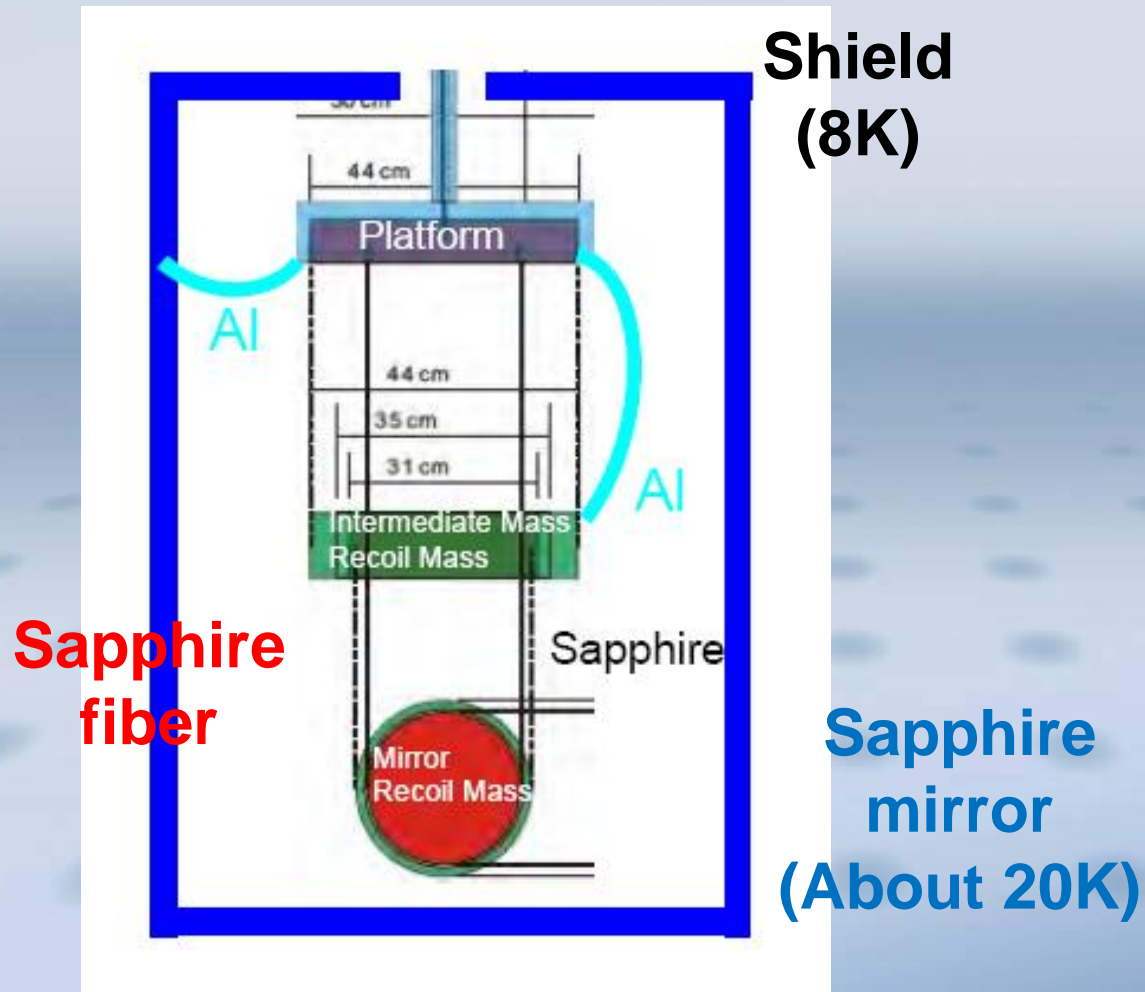 Shield
(8K)
44 cm
Platform
Al
44 cm
35 cm
31 cm
Al
Intermediate Mass
Recoil Mass
Sapphire
fiber
Sapphire
Mirror
Recoil Mass
Sapphire
mirror
(About 20K)